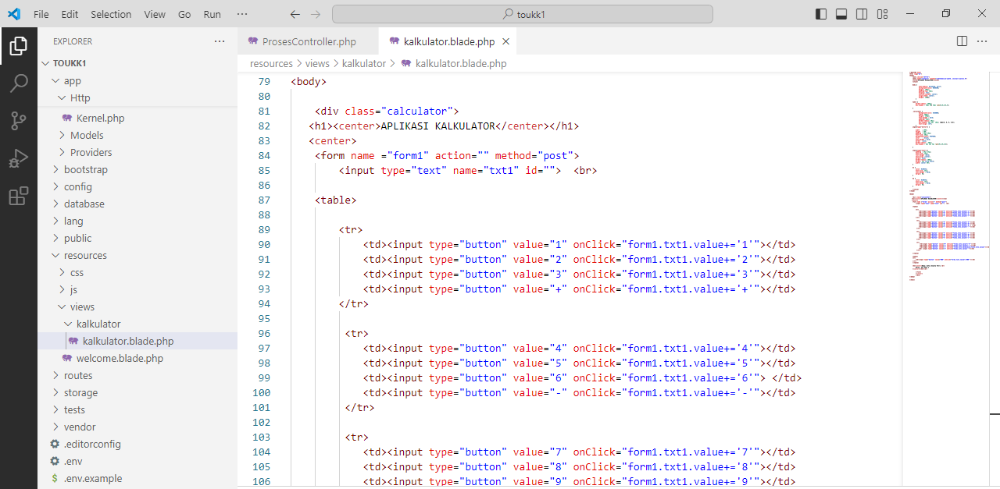 File Edit Selection View Go Run ··· toukk1
EXPLORER ···
TOUKK1
app
Http
Kernel.php
Models
Providers
bootstrap
config
database
lang
public
resources
css
js
views
kalkulator
kalkulator.blade.php
welcome.blade.php
routes
storage
tests
vendor
.editorconfig
.env
$ .env.example
ProsesController.php kalkulator.blade.php
resources > views > kalkulator > kalkulator.blade.php
79 <body>
80
81 <div class="calculator">
82 <h1><center>APLIKASI KALKULATOR</center></h1>
83 <center>
84 <form name ="form1" action="" method="post">
85 <input type="text" name="txt1" id=""> <br>
86
87 <table>
88
89 <tr>
90 <td><input type="button" value="1" onClick="form1.txt1.value+='1'"></td>
91 <td><input type="button" value="2" onClick="form1.txt1.value+='2'"></td>
92 <td><input type="button" value="3" onClick="form1.txt1.value+='3'"></td>
93 <td><input type="button" value="+" onClick="form1.txt1.value+='+'"></td>
94 </tr>
95
96 <tr>
97 <td><input type="button" value="4" onClick="form1.txt1.value+='4'"></td>
98 <td><input type="button" value="5" onClick="form1.txt1.value+='5'"></td>
99 <td><input type="button" value="6" onClick="form1.txt1.value+='6'"> </td>
100 <td><input type="button" value="-" onClick="form1.txt1.value+='-'"></td>
101 </tr>
102
103 <tr>
104 <td><input type="button" value="7" onClick="form1.txt1.value+='7'"></td>
105 <td><input type="button" value="8" onClick="form1.txt1.value+='8'"></td>
106 <td><input type="button" value="9" onClick="form1.txt1.value+='9'"></td>